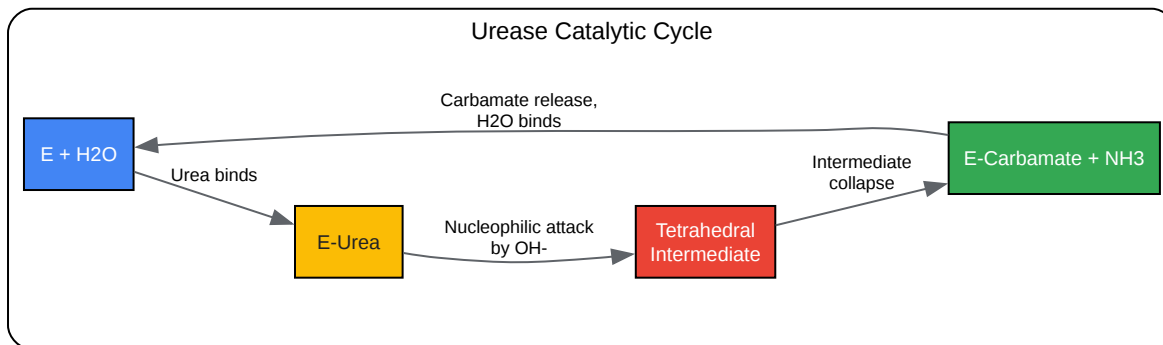 Urease Catalytic Cycle
Carbamate release,
H2O binds
E + H2O
Urea binds
E-Urea
Nucleophilic attack
by OH-
Tetrahedral
Intermediate
Intermediate
collapse
E-Carbamate + NH3